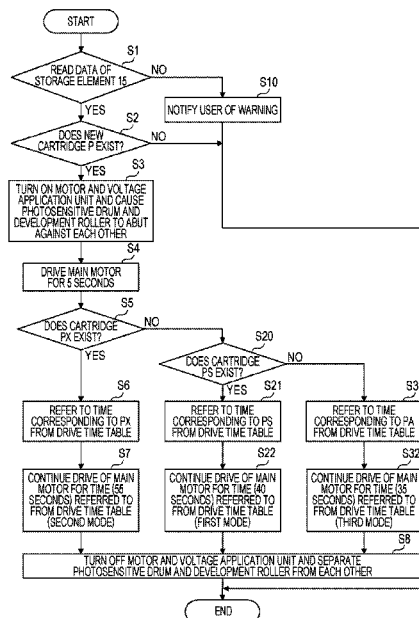 START
S1
READ DATA OF
STORAGE ELEMENT 15
NO
YES
S10
NOTIFY USER OF WARNING
S2
DOES NEW
CARTRIDGE P EXIST?
NO
YES
S3
TURN ON MOTOR AND VOLTAGE
APPLICATION UNIT AND CAUSE
PHOTOSENSITIVE DRUM AND
DEVELOPMENT ROLLER TO ABUT
AGAINST EACH OTHER
S4
DRIVE MAIN MOTOR
FOR 5 SECONDS
S5
DOES CARTRIDGE
PX EXIST?
NO
YES
S20
DOES CARTRIDGE
PS EXIST?
NO
YES
S6
REFER TO TIME
CORRESPONDING TO PX
FROM DRIVE TIME TABLE
S21
REFER TO TIME
CORRESPONDING TO PS
FROM DRIVE TIME TABLE
S3
REFER TO TIME
CORRESPONDING TO PA
FROM DRIVE TIME TABLE
S7
CONTINUE DRIVE OF MAIN
MOTOR FOR TIME (55
SECONDS) REFERRED TO
FROM DRIVE TIME TABLE
(SECOND MODE)
S22
CONTINUE DRIVE OF MAIN
MOTOR FOR TIME (40
SECONDS) REFERRED TO
FROM DRIVE TIME TABLE
(FIRST MODE)
S32
CONTINUE DRIVE OF MAIN
MOTOR FOR TIME (35
SECONDS) REFERRED TO
FROM DRIVE TIME TABLE
(THIRD MODE)
S8
TURN OFF MOTOR AND VOLTAGE APPLICATION UNIT AND SEPARATE
PHOTOSENSITIVE DRUM AND DEVELOPMENT ROLLER FROM EACH OTHER
END